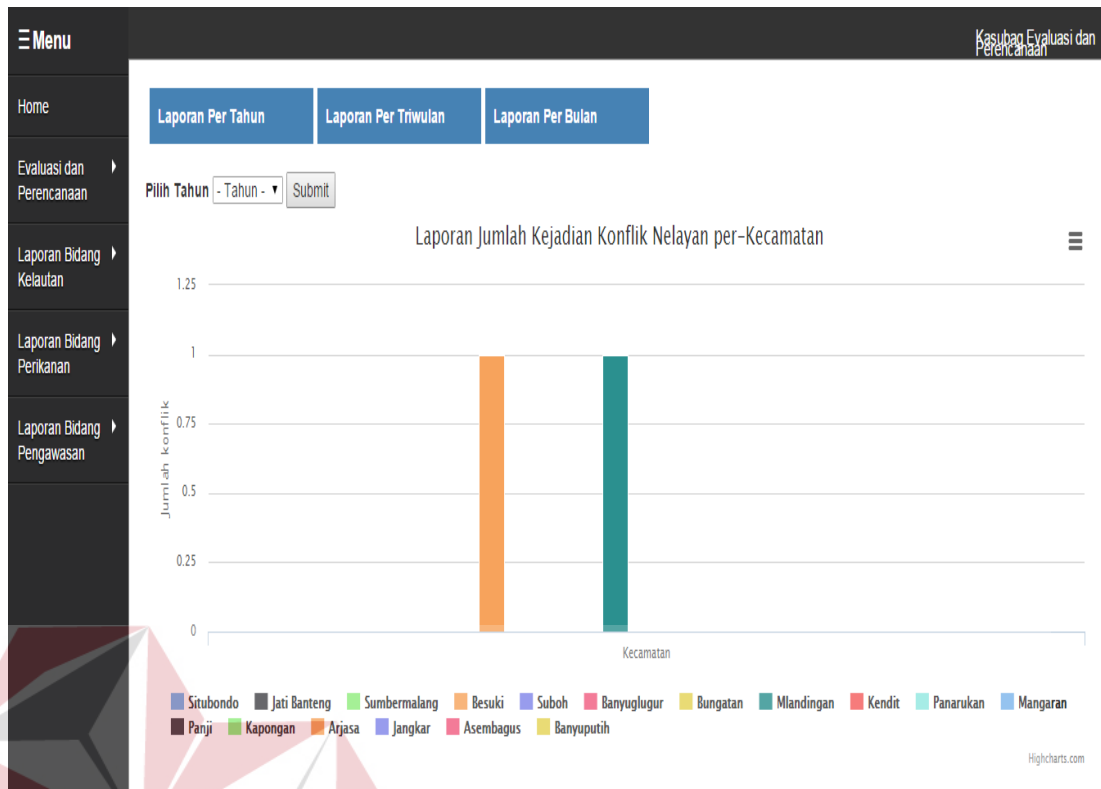 ☰ Menu
Kasubag Evaluasi dan
Perencanaan
Home
Evaluasi dan
Perencanaan
Laporan Bidang
Kelautan
Laporan Bidang
Perikanan
Laporan Bidang
Pengawasan
Laporan Per Tahun Laporan Per Triwulan Laporan Per Bulan
Pilih Tahun - Tahun - Submit
Laporan Jumlah Kejadian Konflik Nelayan per-Kecamatan
Jumlah konflik
1.25
1
0.75
0.5
0.25
0
Kecamatan
Situbondo Jati Banteng Sumbermalang Besuki Suboh Banyuglugur Bungatan Mlandingan Kendit Panarukan Mangaran
Panji Kapongan Arjasa Jangkar Asembagus Banyuputih
Highcharts.com